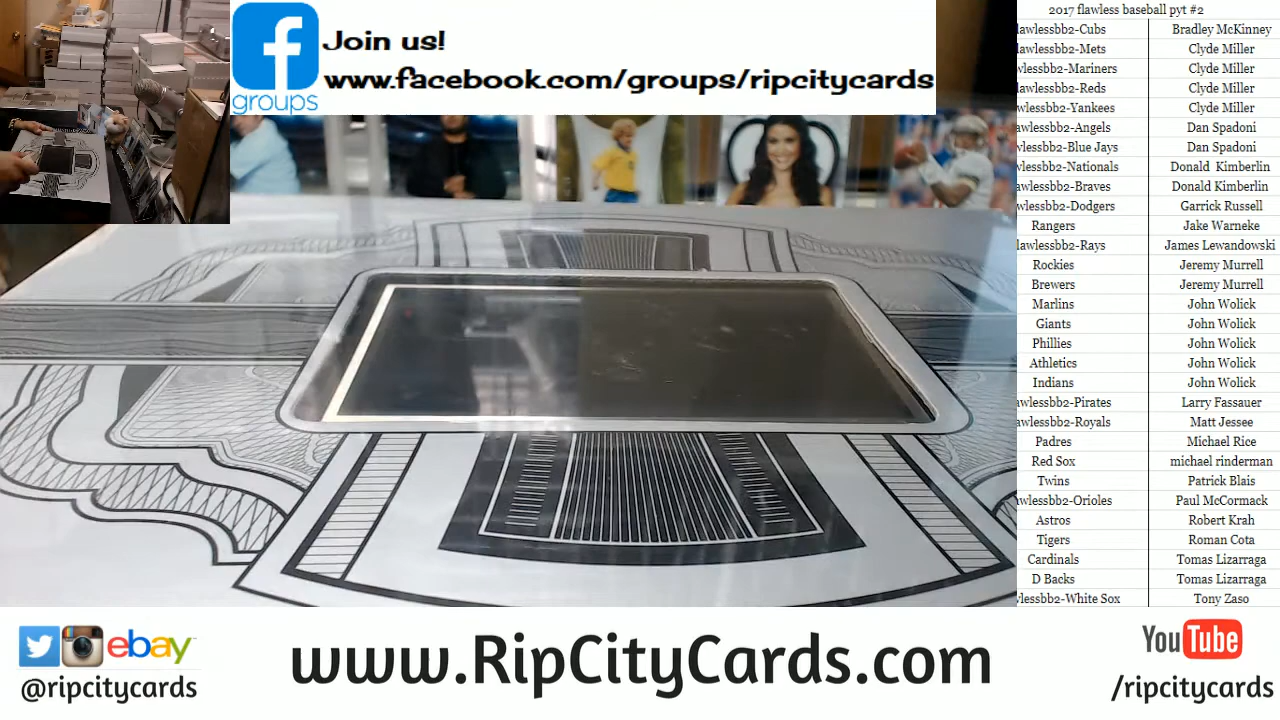 Join us!
www.facebook.com/groups/ripcitycards
f
groups
2017 flawless baseball pyt #2
lawlessbb2-Cubs Bradley McKinney
lawlessbb2-Mets Clyde Miller
wlessbb2-Mariners Clyde Miller
lawlessbb2-Reds Clyde Miller
wlessbb2-Yankees Clyde Miller
awlessbb2-Angels Dan Spadoni
wlessbb2-Blue Jays Dan Spadoni
vlessbb2-Nationals Donald Kimberlin
awlessbb2-Braves Donald Kimberlin
wlessbb2-Dodgers Garrick Russell
Rangers Jake Warneke
lawlessbb2-Rays James Lewandowski
Rockies Jeremy Murrell
Brewers Jeremy Murrell
Marlins John Wolick
Giants John Wolick
Phillies John Wolick
Athletics John Wolick
Indians John Wolick
awlessbb2-Pirates Larry Fassauer
awlessbb2-Royals Matt Jessee
Padres Michael Rice
Red Sox michael rinderman
Twins Patrick Blais
wlessbb2-Orioles Paul McCormack
Astros Robert Krah
Tigers Roman Cota
Cardinals Tomas Lizarraga
D Backs Tomas Lizarraga
vlessbb2-White Sox Tony Zaso
ebay
@ripcitycards
www.RipCityCards.com
YouTube
/ripcitycards